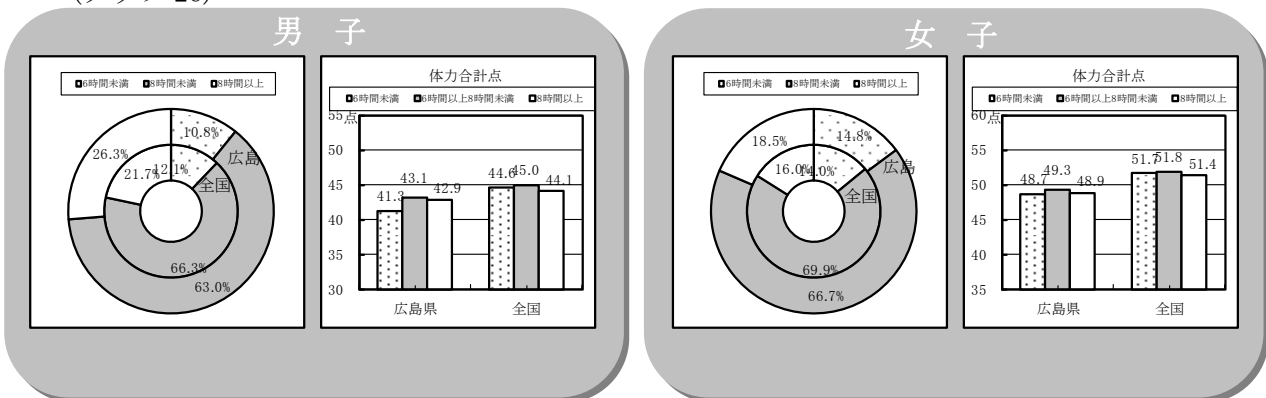 男 子
6時間未満 8時間未満 8時間以上
10.8%
26.3%
広島
12.1%
21.7%
全国
66.3%
63.0%
体力合計点
6時間未満 6時間以上8時間未満 8時間以上
55点
50
45
40
35
30
41.3 43.1 42.9 44.6 45.0 44.1
広島県 全国
女 子
6時間未満 8時間未満 8時間以上
14.8%
18.5%
広島
16.0% 14.0%
全国
69.9%
66.7%
体力合計点
6時間未満 6時間以上8時間未満 8時間以上
60点
55
50
45
40
35
48.7 49.3 48.9 51.7 51.8 51.4
広島県 全国